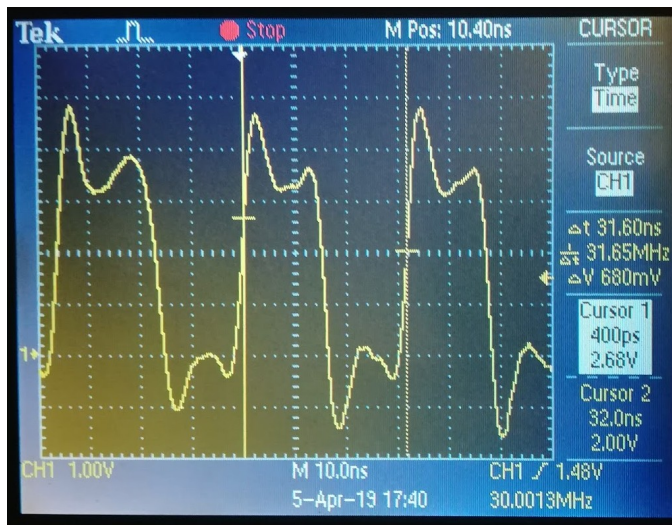 Tek Stop M Pos: 10.40ns CURSOR
Type
Time
Source
CH1
Δt 31.60ns
1/Δt 31.65MHz
ΔV 680mV
Cursor 1
400ps
2.68V
Cursor 2
32.0ns
2.00V
1
CH1 1.00V M 10.0ns CH1 ∫ 1.48V
5-Apr-19 17:40 30.0013MHz